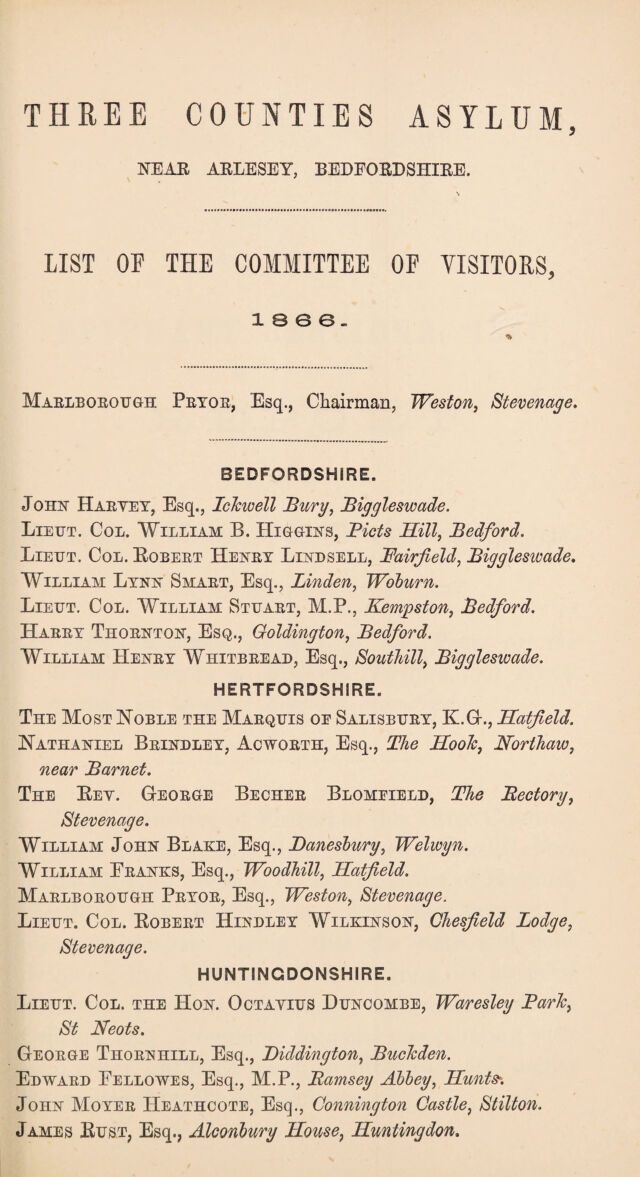 THREE COUNTIES ASYLUM,
NEAR ARLESEY, BEDFORDSHIRE.
LIST OF THE COMMITTEE OF VISITORS,
1866.
MARLBOROUGH PRYOR, Esq., Chairman, Weston, Stevenage.
BEDFORDSHIRE.
JOHN HARVEY, Esq., Ickwell Bury, Biggleswade.
LIEUT. COL. WILLIAM B. HIGGINS, Picts Hill, Bedford.
LIEUT. COL. ROBERT HENRY LINDSELL, Fairfield, Biggleswade.
WILLIAM LYNN SMART, Esq., Linden, Woburn.
LIEUT. COL. WILLIAM STUART, M.P., Kempston, Bedford.
HARRY THORNTON, ESQ., Goldington, Bedford.
WILLIAM HENRY WHITBREAD, Esq., Southill, Biggleswade.
HERTFORDSHIRE.
THE MOST NOBLE THE MARQUIS OF SALISBURY, K.G., Hatfield.
NATHANIEL BRINDLEY, ACWORTH, Esq., The Hook, Northaw,
near Barnet.
THE REV. GEORGE BECHER BLOMFIELD, The Rectory,
Stevenage.
WILLIAM JOHN BLAKE, Esq., Danesbury, Welwyn.
WILLIAM FRANKS, Esq., Woodhill, Hatfield.
MARLBOROUGH PRYOR, Esq., Weston, Stevenage.
LIEUT. COL. ROBERT HINDLEY WILKINSON, Chesfield Lodge,
Stevenage.
HUNTINGDONSHIRE.
LIEUT. COL. THE HON. OCTAVIUS DUNCOMBE, Waresley Park,
St Neots.
GEORGE THORNHILL, Esq., Diddington, Buckden.
EDWARD FELLOWES, Esq., M.P., Ramsey Abbey, Hunts.
JOHN MOYER HEATHCOTE, Esq., Connington Castle, Stilton.
JAMES RUST, Esq., Alconbury House, Huntingdon.